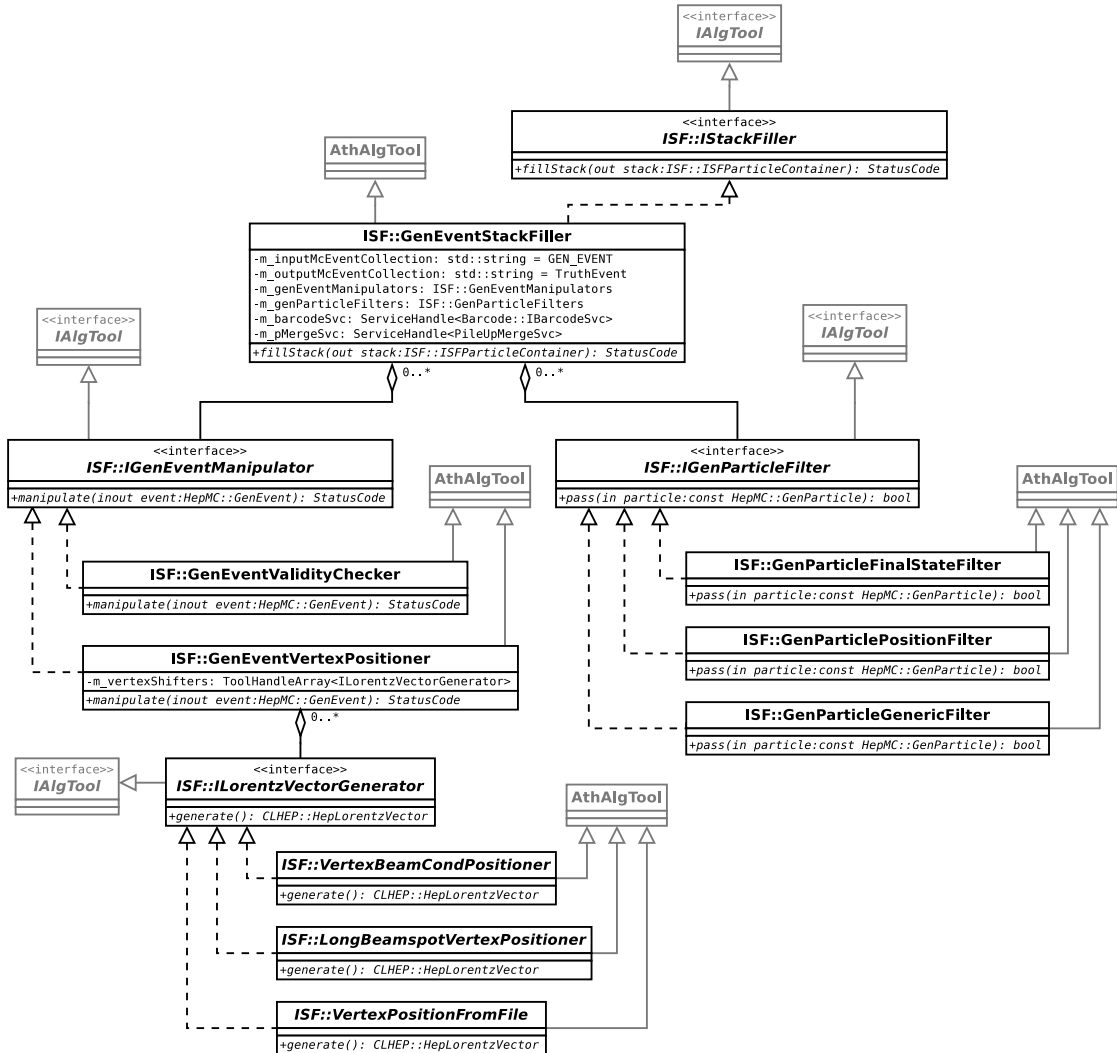 <<interface>>
IAlgTool
<<interface>>
ISF::IStackFiller
+fillStack(out stack:ISF::ISFParticleContainer): StatusCode
AthAlgTool
ISF::GenEventStackFiller
-m_inputMcEventCollection: std::string = GEN_EVENT
-m_outputMcEventCollection: std::string = TruthEvent
-m_genEventManipulators: ISF::GenEventManipulators
-m_genParticleFilters: ISF::GenParticleFilters
-m_barcodeSvc: ServiceHandle<Barcode::IBarcodeSvc>
-m_pMergeSvc: ServiceHandle<PileUpMergeSvc>
+fillStack(out stack:ISF::ISFParticleContainer): StatusCode
0..*
0..*
<<interface>>
IAlgTool
<<interface>>
IAlgTool
<<interface>>
ISF::IGenEventManipulator
+manipulate(inout event:HepMC::GenEvent): StatusCode
<<interface>>
ISF::IGenParticleFilter
+pass(in particle:const HepMC::GenParticle): bool
AthAlgTool
AthAlgTool
ISF::GenEventValidityChecker
+manipulate(inout event:HepMC::GenEvent): StatusCode
ISF::GenParticleFinalStateFilter
+pass(in particle:const HepMC::GenParticle): bool
ISF::GenParticlePositionFilter
+pass(in particle:const HepMC::GenParticle): bool
ISF::GenEventVertexPositioner
-m_vertexShifters: ToolHandleArray<ILorentzVectorGenerator>
+manipulate(inout event:HepMC::GenEvent): StatusCode
0..*
ISF::GenParticleGenericFilter
+pass(in particle:const HepMC::GenParticle): bool
<<interface>>
IAlgTool
<<interface>>
ISF::ILorentzVectorGenerator
+generate(): CLHEP::HepLorentzVector
AthAlgTool
ISF::VertexBeamCondPositioner
+generate(): CLHEP::HepLorentzVector
ISF::LongBeamspotVertexPositioner
+generate(): CLHEP::HepLorentzVector
ISF::VertexPositionFromFile
+generate(): CLHEP::HepLorentzVector